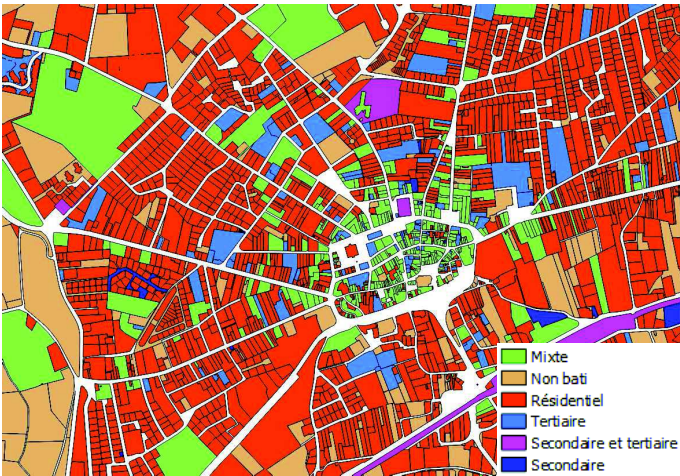 Mixte
Non bati
Résidentiel
Tertiaire
Secondaire et tertiaire
Secondaire